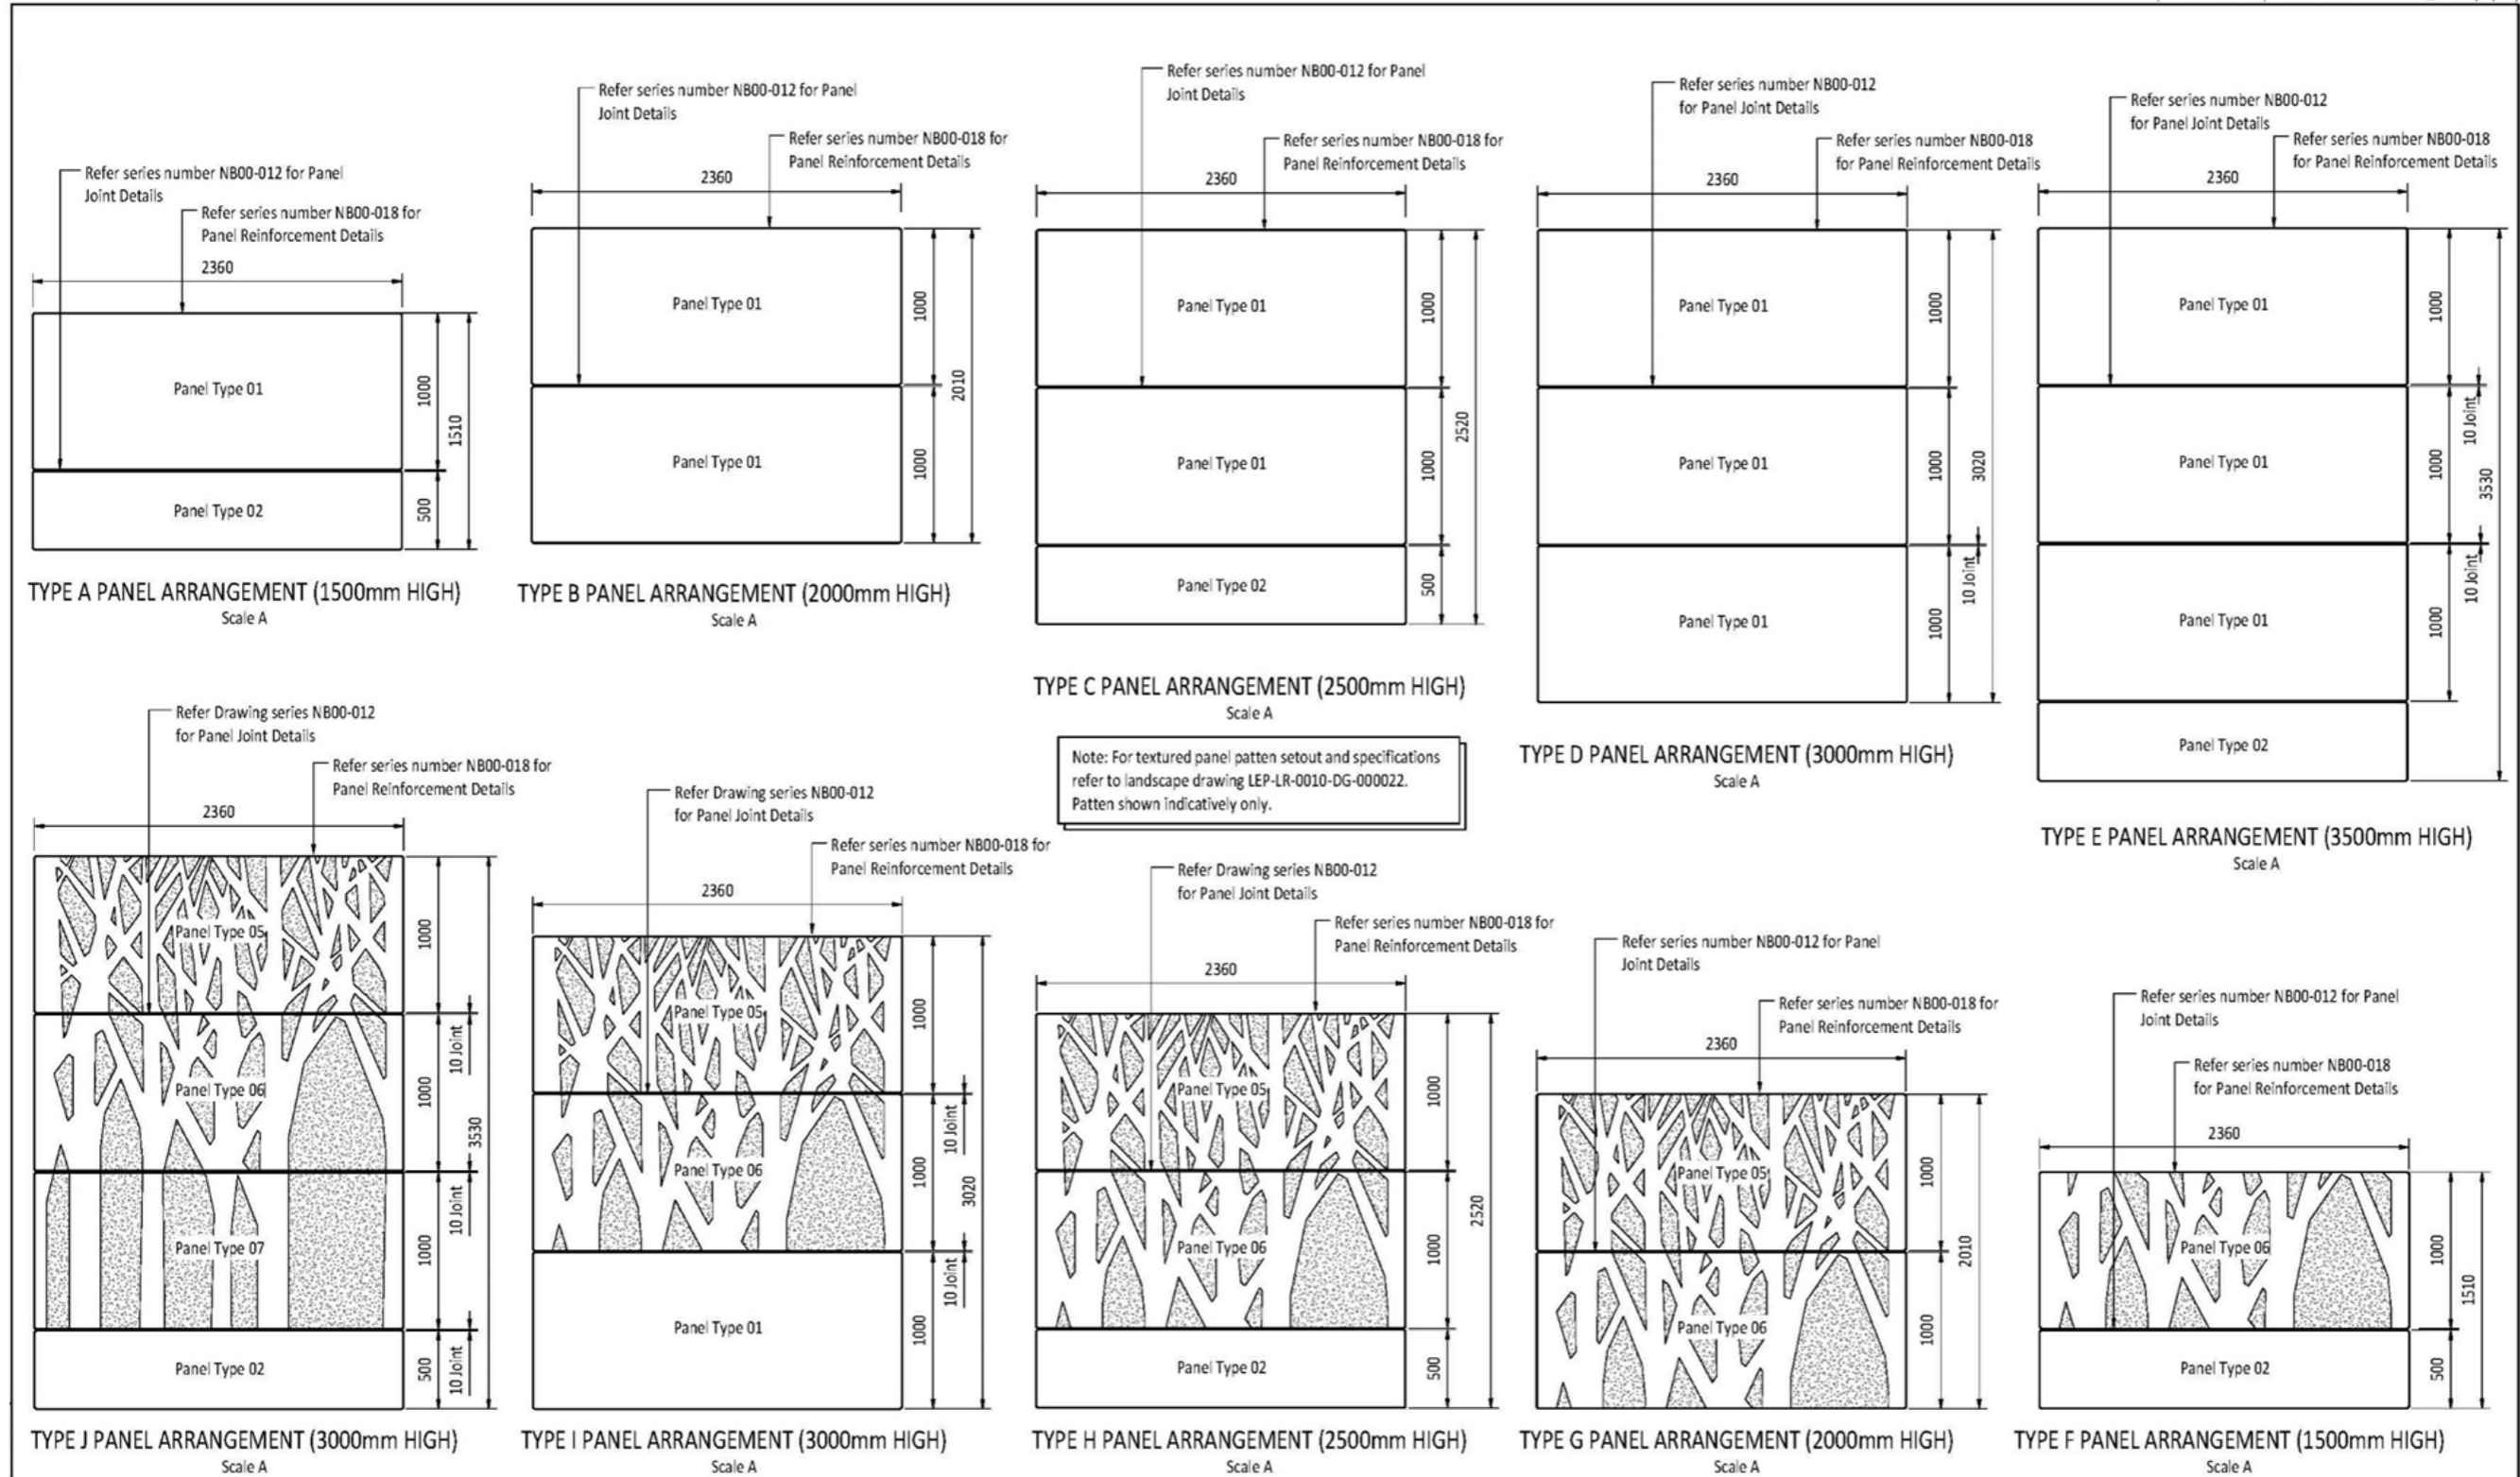 Refer series number NB00-012 for Panel
Joint Details
Refer series number NB00-018 for
Panel Reinforcement Details
2360
Panel Type 01
Panel Type 02
1000
500
1510
TYPE A PANEL ARRANGEMENT (1500mm HIGH)
Scale A
Refer series number NB00-012 for Panel
Joint Details
Refer series number NB00-018 for
Panel Reinforcement Details
2360
Panel Type 01
Panel Type 01
1000
1000
2010
TYPE B PANEL ARRANGEMENT (2000mm HIGH)
Scale A
Refer series number NB00-012 for Panel
Joint Details
Refer series number NB00-018 for
Panel Reinforcement Details
2360
Panel Type 01
Panel Type 01
Panel Type 02
1000
1000
500
2520
TYPE C PANEL ARRANGEMENT (2500mm HIGH)
Scale A
Refer series number NB00-012
for Panel Joint Details
Refer series number NB00-018
for Panel Reinforcement Details
2360
Panel Type 01
Panel Type 01
Panel Type 01
1000
1000
1000
10 Joint
3020
TYPE D PANEL ARRANGEMENT (3000mm HIGH)
Scale A
Refer series number NB00-012
for Panel Joint Details
Refer series number NB00-018
for Panel Reinforcement Details
2360
Panel Type 01
Panel Type 01
Panel Type 01
Panel Type 02
1000
1000
1000
10 Joint
10 Joint
3530
TYPE E PANEL ARRANGEMENT (3500mm HIGH)
Scale A
Note: For textured panel patten setout and specifications
refer to landscape drawing LEP-LR-0010-DG-000022.
Patten shown indicatively only.
Refer Drawing series NB00-012
for Panel Joint Details
Refer series number NB00-018 for
Panel Reinforcement Details
2360
Panel Type 05
Panel Type 06
Panel Type 07
Panel Type 02
1000
1000
1000
500
10 Joint
10 Joint
10 Joint
3530
TYPE J PANEL ARRANGEMENT (3000mm HIGH)
Scale A
Refer Drawing series NB00-012
for Panel Joint Details
Refer series number NB00-018 for
Panel Reinforcement Details
2360
Panel Type 05
Panel Type 06
Panel Type 01
1000
1000
1000
10 Joint
10 Joint
3020
TYPE I PANEL ARRANGEMENT (3000mm HIGH)
Scale A
Refer Drawing series NB00-012
for Panel Joint Details
Refer series number NB00-018 for
Panel Reinforcement Details
2360
Panel Type 05
Panel Type 06
Panel Type 02
1000
1000
500
2520
TYPE H PANEL ARRANGEMENT (2500mm HIGH)
Scale A
Refer series number NB00-012 for Panel
Joint Details
Refer series number NB00-018 for
Panel Reinforcement Details
2360
Panel Type 05
Panel Type 06
1000
1000
2010
TYPE G PANEL ARRANGEMENT (2000mm HIGH)
Scale A
Refer series number NB00-012 for Panel
Joint Details
Refer series number NB00-018
for Panel Reinforcement Details
2360
Panel Type 06
Panel Type 02
1000
500
1510
TYPE F PANEL ARRANGEMENT (1500mm HIGH)
Scale A